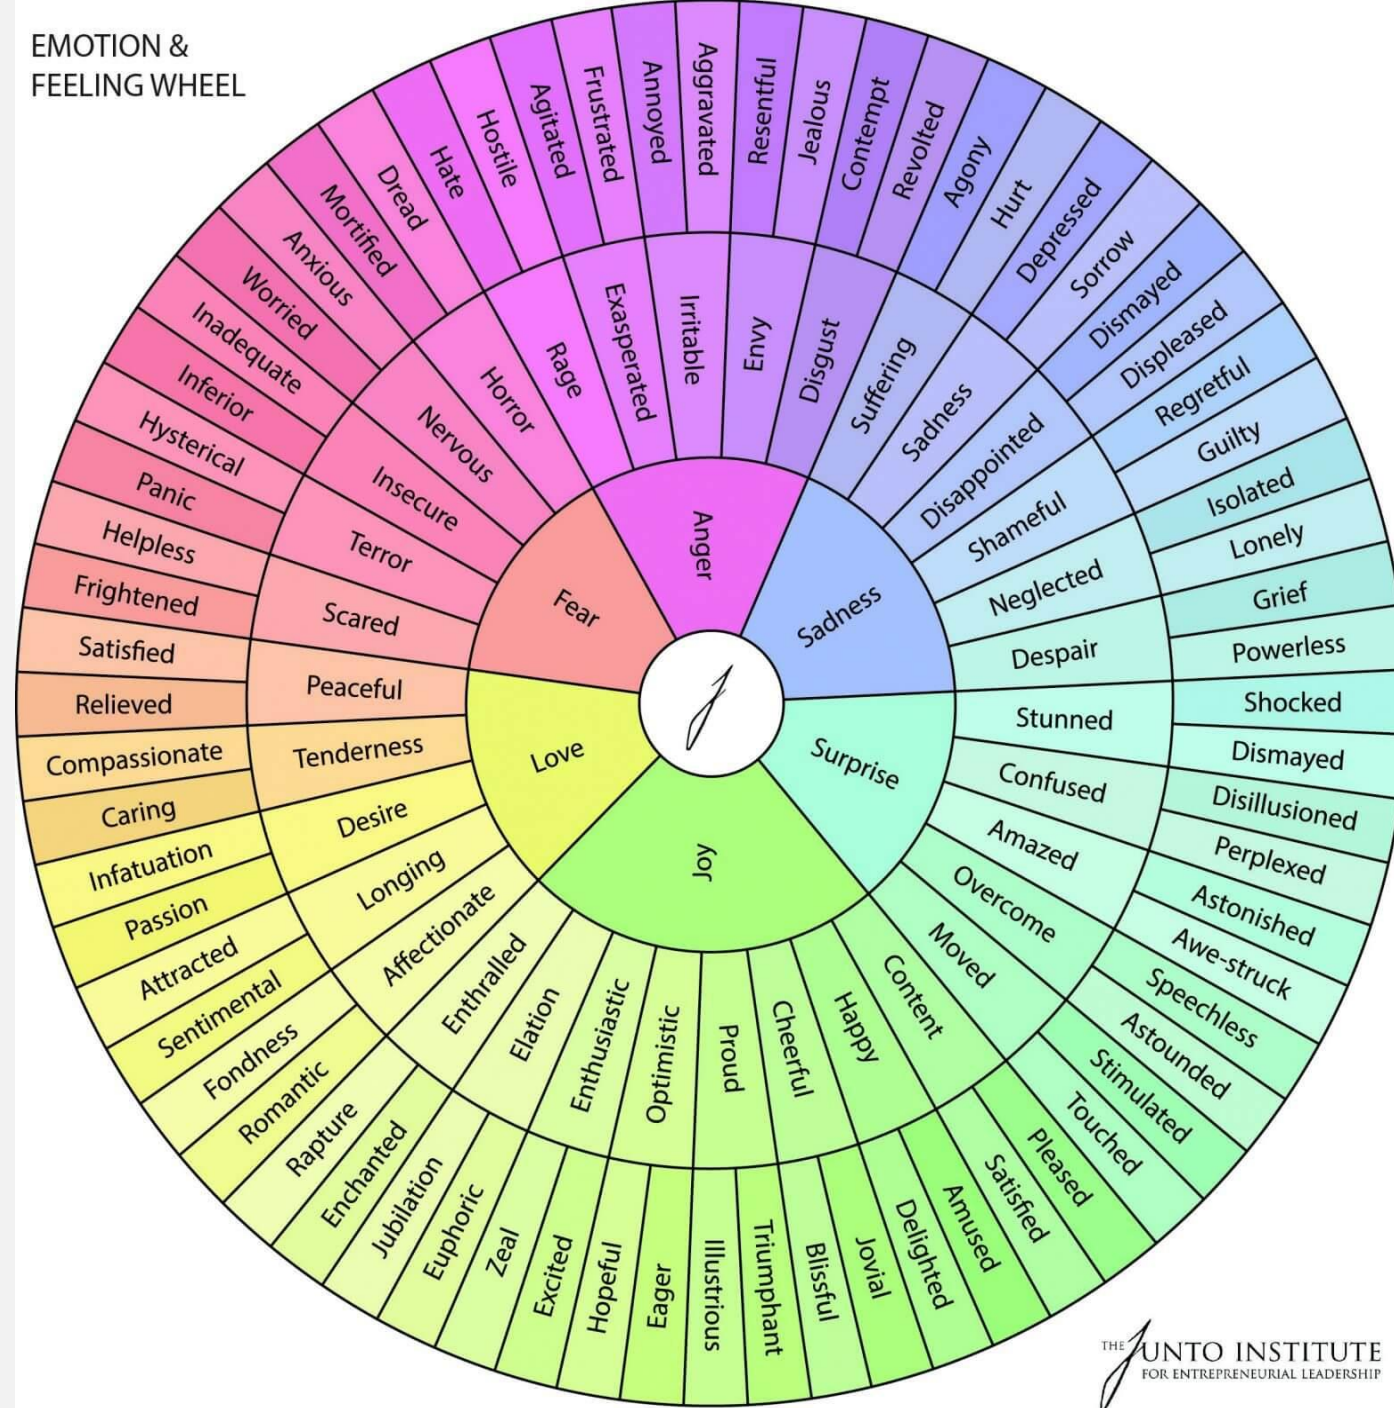 EMOTION &
FEELING WHEEL
Anger
Sadness
Surprise
Joy
Love
Fear
Rage
Exasperated
Irritable
Envy
Disgust
Suffering
Sadness
Disappointed
Shameful
Neglected
Despair
Stunned
Confused
Amazed
Overcome
Moved
Content
Happy
Cheerful
Proud
Optimistic
Enthusiastic
Elation
Enthralled
Affectionate
Longing
Desire
Tenderness
Peaceful
Scared
Terror
Insecure
Nervous
Horror
Hate
Hostile
Agitated
Frustrated
Annoyed
Aggravated
Resentful
Jealous
Contempt
Revolted
Agony
Hurt
Depressed
Sorrow
Dismayed
Displeased
Regretful
Guilty
Isolated
Lonely
Grief
Powerless
Shocked
Dismayed
Disillusioned
Perplexed
Astonished
Awe-struck
Speechless
Astounded
Stimulated
Touched
Pleased
Satisfied
Amused
Delighted
Jovial
Blissful
Triumphant
Illustrious
Eager
Hopeful
Excited
Zeal
Euphoric
Jubilation
Enchanted
Rapture
Romantic
Fondness
Sentimental
Attracted
Passion
Infatuation
Caring
Compassionate
Relieved
Satisfied
Frightened
Helpless
Panic
Hysterical
Inferior
Inadequate
Worried
Anxious
Mortified
Dread
THE JUNTO INSTITUTE
FOR ENTREPRENEURIAL LEADERSHIP